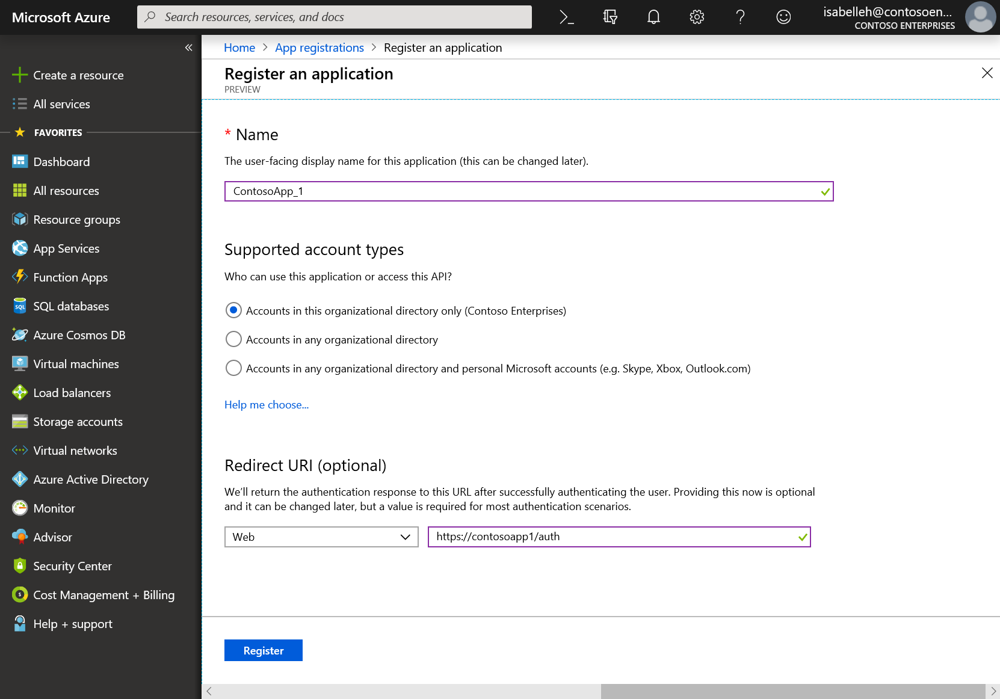 Microsoft Azure
Search resources, services, and docs
isabelleh@contosoen...
CONTOSO ENTERPRISES
«
Create a resource
All services
FAVORITES
Dashboard
All resources
Resource groups
App Services
Function Apps
SQL databases
Azure Cosmos DB
Virtual machines
Load balancers
Storage accounts
Virtual networks
Azure Active Directory
Monitor
Advisor
Security Center
Cost Management + Billing
Help + support
Home > App registrations > Register an application
Register an application
PREVIEW
* Name
The user-facing display name for this application (this can be changed later).
ContosoApp_1
Supported account types
Who can use this application or access this API?
Accounts in this organizational directory only (Contoso Enterprises)
Accounts in any organizational directory
Accounts in any organizational directory and personal Microsoft accounts (e.g. Skype, Xbox, Outlook.com)
Help me choose...
Redirect URI (optional)
We'll return the authentication response to this URL after successfully authenticating the user. Providing this now is optional
and it can be changed later, but a value is required for most authentication scenarios.
Web
https://contosoapp1/auth
Register